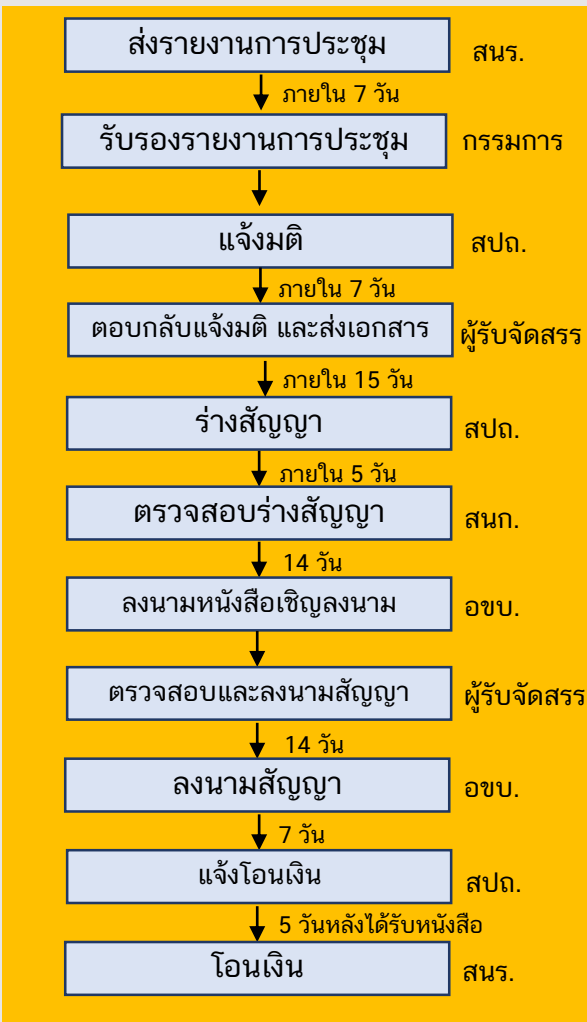 ส่งรายงานการประชุม สนร.
ภายใน 7 วัน
รับรองรายงานการประชุม กรรมการ
แจ้งมติ สปถ.
ภายใน 7 วัน
ตอบกลับแจ้งมติ และส่งเอกสาร ผู้รับจัดสรร
ภายใน 15 วัน
ร่างสัญญา สปถ.
ภายใน 5 วัน
ตรวจสอบร่างสัญญา สนก.
14 วัน
ลงนามหนังสือเชิญลงนาม อขบ.
ตรวจสอบและลงนามสัญญา ผู้รับจัดสรร
14 วัน
ลงนามสัญญา อขบ.
7 วัน
แจ้งโอนเงิน สปถ.
5 วันหลังได้รับหนังสือ
โอนเงิน สนร.